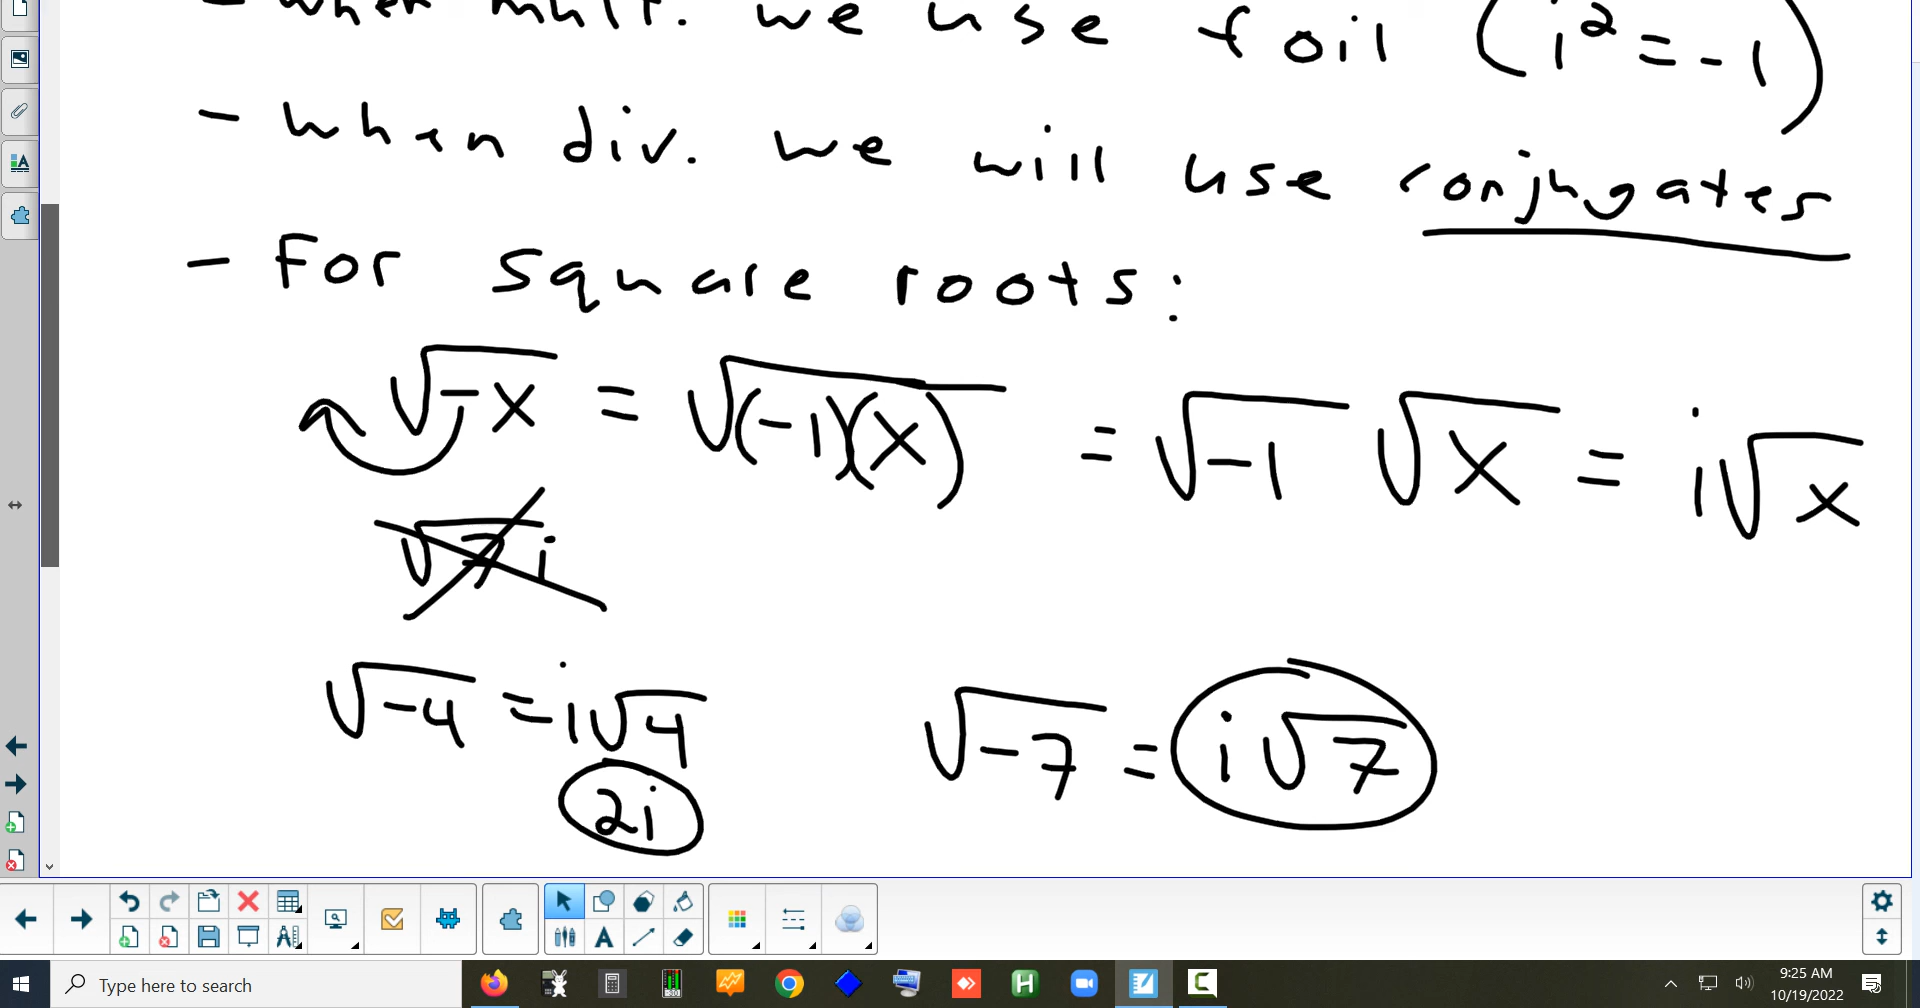 - when mult. we use foil (i² = -1)
- when div. we will use conjugates
- For square roots:
√-x = √(-1)(x) = √-1 √x = i√x
√7 i
√-4 = i√4 √-7 = i√7
2i
Type here to search
9:25 AM
10/19/2022